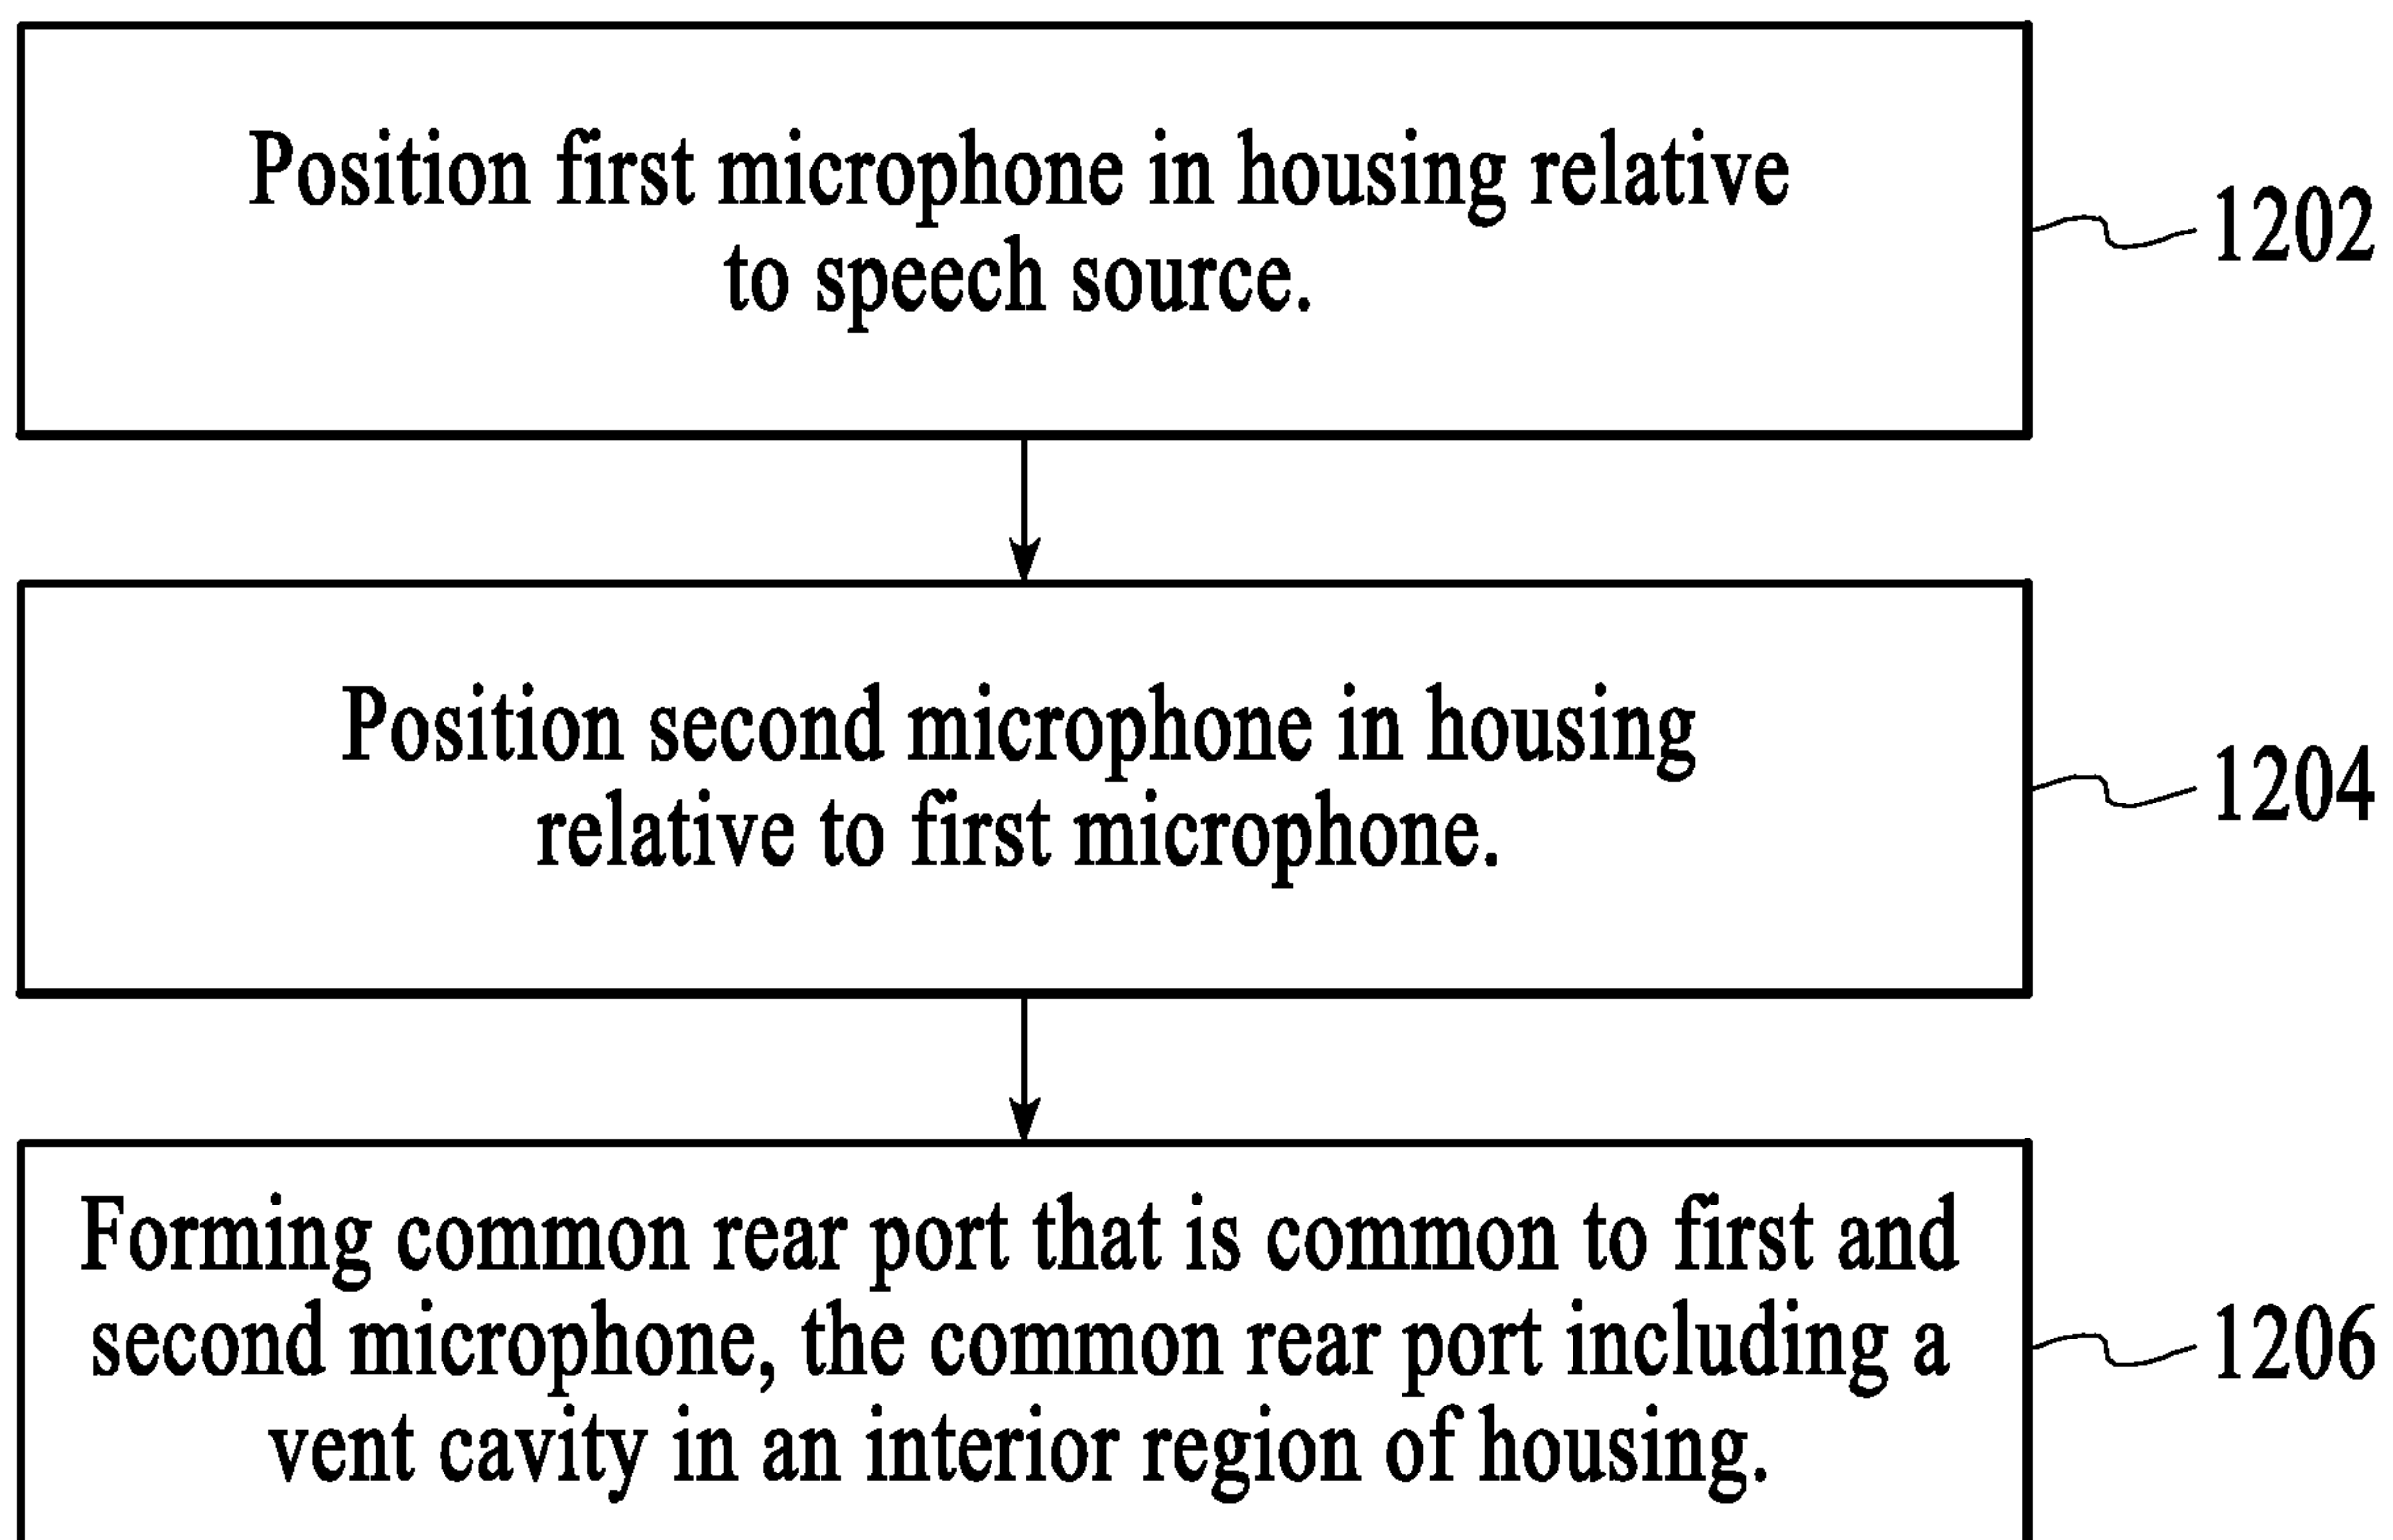 Position first microphone in housing relative
to speech source.
1202
Position second microphone in housing
relative to first microphone.
1204
Forming common rear port that is common to first and
second microphone, the common rear port including a
vent cavity in an interior region of housing.
1206